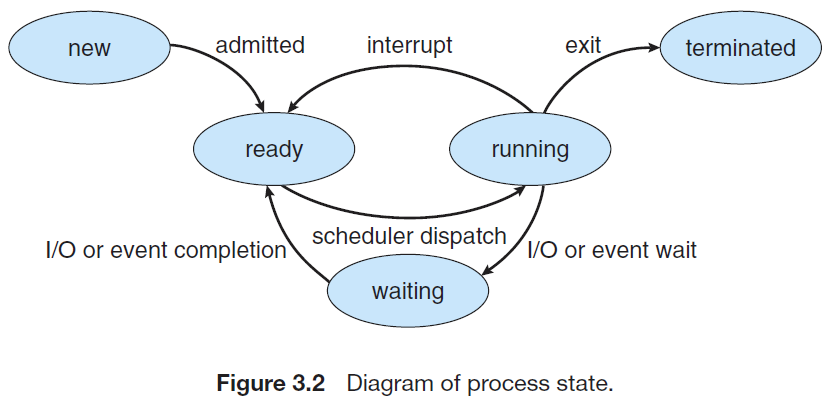 new
admitted
interrupt
exit
terminated
ready
running
scheduler dispatch
I/O or event completion
I/O or event wait
waiting
Figure 3.2 Diagram of process state.